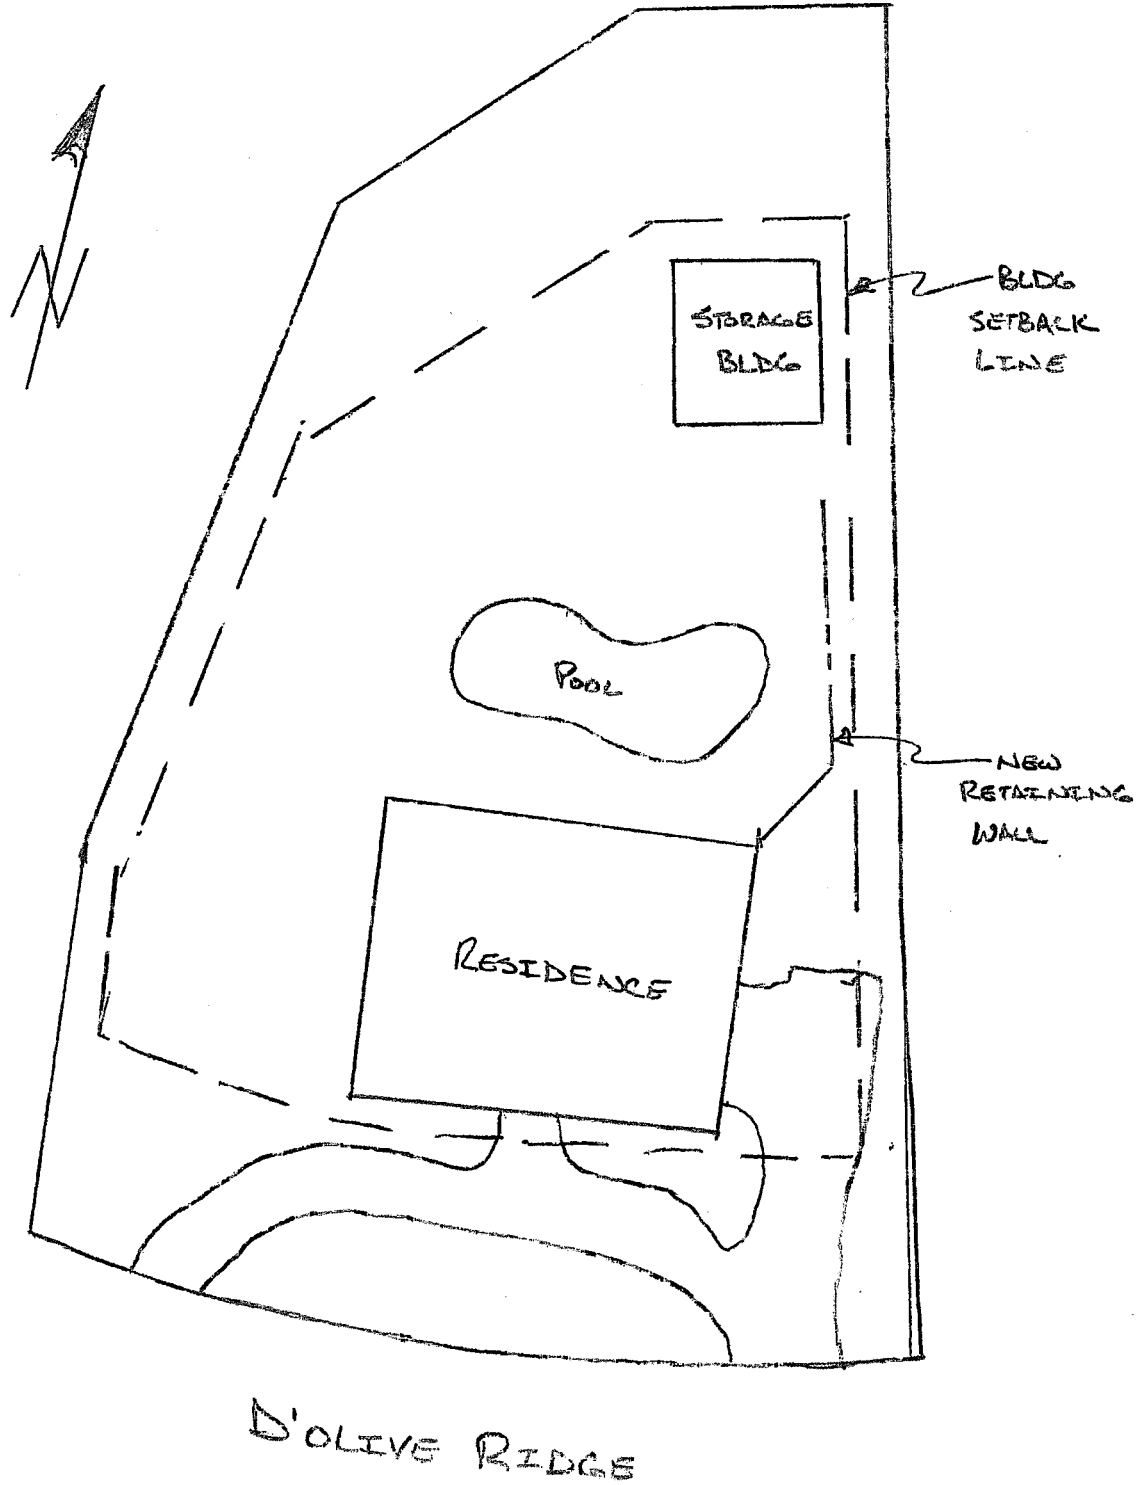 N
BLDG
SETBACK
LINE
STORAGE
BLDG
POOL
NEW
RETAINING
WALL
RESIDENCE
D'OLIVE RIDGE